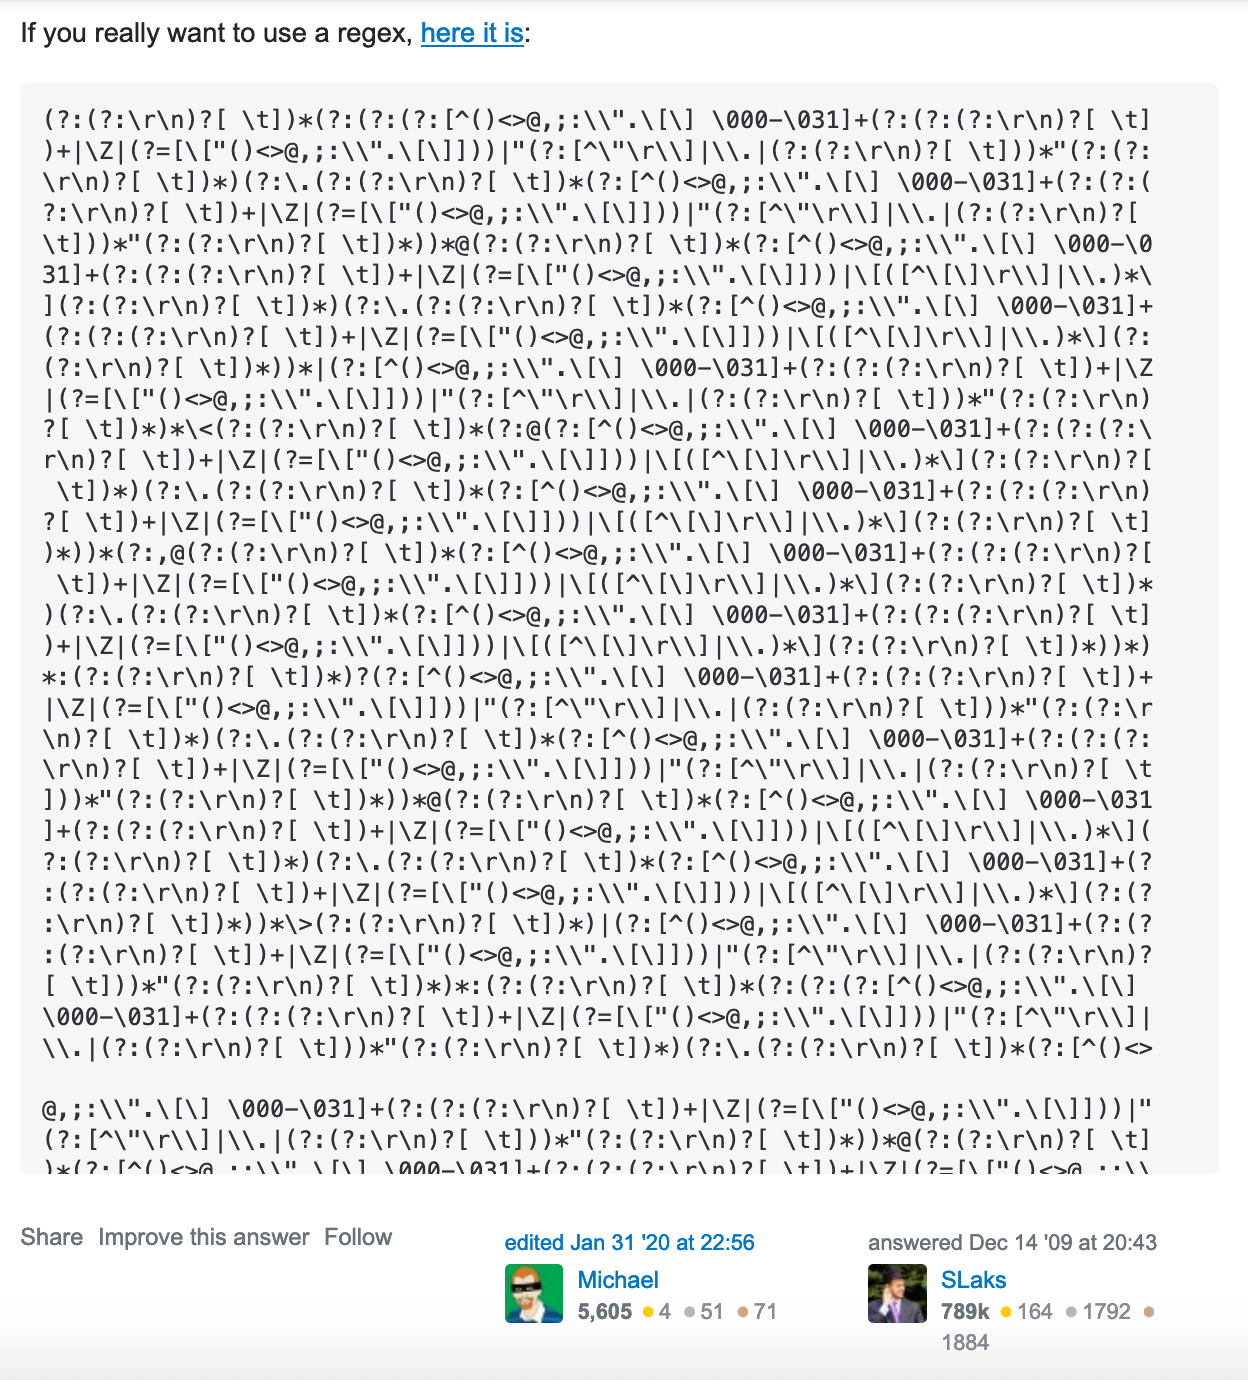 If you really want to use a regex, here it is:
(?:(?:\r\n)?[ \t])*(?:(?:(?:[^()<>@,;:\\".\[\] \000-\031]+(?:(?:(?:\r\n)?[ \t]
)+|\Z|(?=[\["()<>@,;:\\".\[\]]))|"(?:[^\"\r\\]|\\.|(?:(?:\r\n)?[ \t]))*"(?:(?:
\r\n)?[ \t])*)(?:\.(?:(?:\r\n)?[ \t])*(?:[^()<>@,;:\\".\[\] \000-\031]+(?:(?:(
?:\r\n)?[ \t])+|\Z|(?=[\["()<>@,;:\\".\[\]]))|"(?:[^\"\r\\]|\\.|(?:(?:\r\n)?[
\t]))*"(?:(?:\r\n)?[ \t])*))*@(?:(?:\r\n)?[ \t])*(?:[^()<>@,;:\\".\[\] \000-\0
31]+(?:(?:(?:\r\n)?[ \t])+|\Z|(?=[\["()<>@,;:\\".\[\]]))|\[([^\[\]\r\\]|\\.)*\
](?:(?:\r\n)?[ \t])*)(?:\.(?:(?:\r\n)?[ \t])*(?:[^()<>@,;:\\".\[\] \000-\031]+
(?:(?:(?:\r\n)?[ \t])+|\Z|(?=[\["()<>@,;:\\".\[\]]))|\[([^\[\]\r\\]|\\.)*\](?:
(?:\r\n)?[ \t])*))*|(?:[^()<>@,;:\\".\[\] \000-\031]+(?:(?:(?:\r\n)?[ \t])+|\Z
|(?=[\["()<>@,;:\\".\[\]]))|"(?:[^\"\r\\]|\\.|(?:(?:\r\n)?[ \t]))*"(?:(?:\r\n)
?[ \t])*)*\<(?:(?:\r\n)?[ \t])*(?:@(?:[^()<>@,;:\\".\[\] \000-\031]+(?:(?:(?:\
r\n)?[ \t])+|\Z|(?=[\["()<>@,;:\\".\[\]]))|\[([^\[\]\r\\]|\\.)*\](?:(?:\r\n)?[
 \t])*)(?:\.(?:(?:\r\n)?[ \t])*(?:[^()<>@,;:\\".\[\] \000-\031]+(?:(?:(?:\r\n)
?[ \t])+|\Z|(?=[\["()<>@,;:\\".\[\]]))|\[([^\[\]\r\\]|\\.)*\](?:(?:\r\n)?[ \t]
)*))*(?:,@(?:(?:\r\n)?[ \t])*(?:[^()<>@,;:\\".\[\] \000-\031]+(?:(?:(?:\r\n)?[
 \t])+|\Z|(?=[\["()<>@,;:\\".\[\]]))|\[([^\[\]\r\\]|\\.)*\](?:(?:\r\n)?[ \t])*
)(?:\.(?:(?:\r\n)?[ \t])*(?:[^()<>@,;:\\".\[\] \000-\031]+(?:(?:(?:\r\n)?[ \t]
)+|\Z|(?=[\["()<>@,;:\\".\[\]]))|\[([^\[\]\r\\]|\\.)*\](?:(?:\r\n)?[ \t])*))*)
*:(?:(?:\r\n)?[ \t])*)?(?:[^()<>@,;:\\".\[\] \000-\031]+(?:(?:(?:\r\n)?[ \t])+
|\Z|(?=[\["()<>@,;:\\".\[\]]))|"(?:[^\"\r\\]|\\.|(?:(?:\r\n)?[ \t]))*"(?:(?:\r
\n)?[ \t])*)(?:\.(?:(?:\r\n)?[ \t])*(?:[^()<>@,;:\\".\[\] \000-\031]+(?:(?:(?:
\r\n)?[ \t])+|\Z|(?=[\["()<>@,;:\\".\[\]]))|"(?:[^\"\r\\]|\\.|(?:(?:\r\n)?[ \t
]))*"(?:(?:\r\n)?[ \t])*))*@(?:(?:\r\n)?[ \t])*(?:[^()<>@,;:\\".\[\] \000-\031
]+(?:(?:(?:\r\n)?[ \t])+|\Z|(?=[\["()<>@,;:\\".\[\]]))|\[([^\[\]\r\\]|\\.)*\](
?:(?:\r\n)?[ \t])*)(?:\.(?:(?:\r\n)?[ \t])*(?:[^()<>@,;:\\".\[\] \000-\031]+(?
:(?:(?:\r\n)?[ \t])+|\Z|(?=[\["()<>@,;:\\".\[\]]))|\[([^\[\]\r\\]|\\.)*\](?:(?
:\r\n)?[ \t])*))*\>(?:(?:\r\n)?[ \t])*)|(?:[^()<>@,;:\\".\[\] \000-\031]+(?:(?
:(?:\r\n)?[ \t])+|\Z|(?=[\["()<>@,;:\\".\[\]]))|"(?:[^\"\r\\]|\\.|(?:(?:\r\n)?
[ \t]))*"(?:(?:\r\n)?[ \t])*)*:(?:(?:\r\n)?[ \t])*(?:(?:(?:[^()<>@,;:\\".\[\]
\000-\031]+(?:(?:(?:\r\n)?[ \t])+|\Z|(?=[\["()<>@,;:\\".\[\]]))|"(?:[^\"\r\\]|
\\.|(?:(?:\r\n)?[ \t]))*"(?:(?:\r\n)?[ \t])*)(?:\.(?:(?:\r\n)?[ \t])*(?:[^()<>
@,;:\\".\[\] \000-\031]+(?:(?:(?:\r\n)?[ \t])+|\Z|(?=[\["()<>@,;:\\".\[\]]))|"
(?:[^\"\r\\]|\\.|(?:(?:\r\n)?[ \t]))*"(?:(?:\r\n)?[ \t])*))*@(?:(?:\r\n)?[ \t]
)*(?:[^()<>@,;:\\".\[\] \000-\031]+(?:(?:(?:\r\n)?[ \t])+|\Z|(?=[\["()<>@,;:\\
Share Improve this answer Follow
edited Jan 31 '20 at 22:56
Michael
5,605 4 51 71
answered Dec 14 '09 at 20:43
SLaks
789k 164 1792
1884